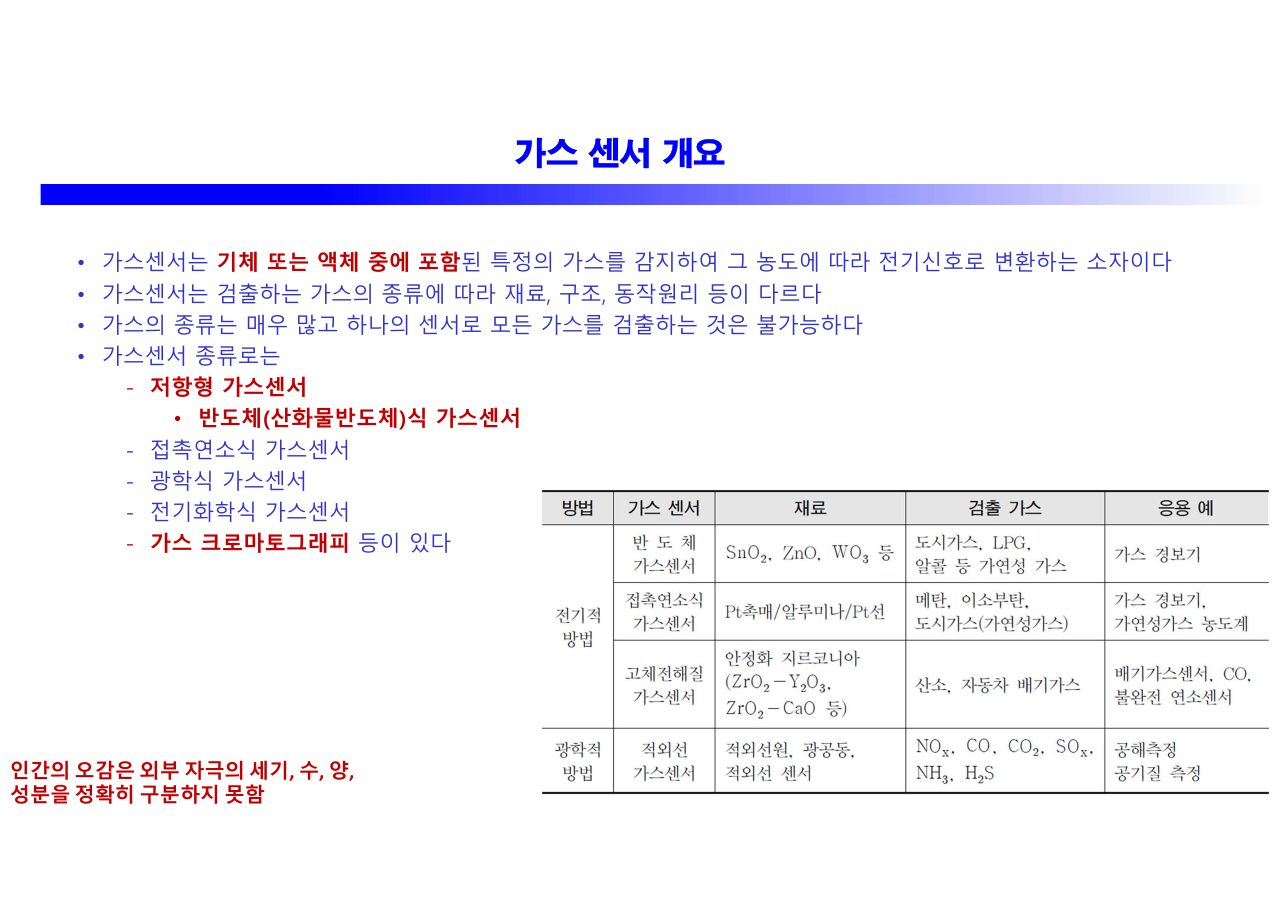 가스 센서 개요
• 가스센서는 기체 또는 액체 중에 포함된 특정의 가스를 감지하여 그 농도에 따라 전기신호로 변환하는 소자이다
• 가스센서는 검출하는 가스의 종류에 따라 재료, 구조, 동작원리 등이 다르다
• 가스의 종류는 매우 많고 하나의 센서로 모든 가스를 검출하는 것은 불가능하다
• 가스센서 종류로는
- 저항형 가스센서
• 반도체(산화물반도체)식 가스센서
- 접촉연소식 가스센서
- 광학식 가스센서
- 전기화학식 가스센서
- 가스 크로마토그래피 등이 있다
방법 가스 센서 재료 검출 가스 응용 예
전기적
방법
반 도 체
가스센서
SnO₂, ZnO, WO₃ 등
도시가스, LPG,
알콜 등 가연성 가스
가스 경보기
접촉연소식
가스센서
Pt촉매/알루미나/Pt선
메탄, 이소부탄,
도시가스(가연성가스)
가스 경보기,
가연성가스 농도계
고체전해질
가스센서
안정화 지르코니아
(ZrO₂－Y₂O₃,
ZrO₂－CaO 등)
산소, 자동차 배기가스
배기가스센서, CO,
불완전 연소센서
광학적
방법
적외선
가스센서
적외선원, 광공동,
적외선 센서
NOₓ, CO, CO₂, SOₓ,
NH₃, H₂S
공해측정
공기질 측정
인간의 오감은 외부 자극의 세기, 수, 양,
성분을 정확히 구분하지 못함